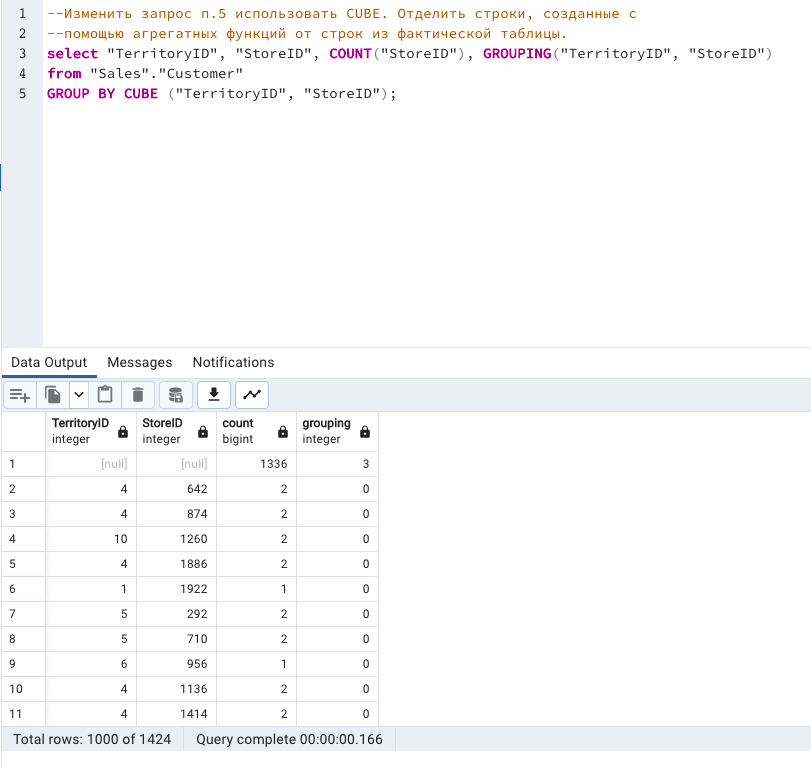 1 --Изменить запрос п.5 использовать CUBE. Отделить строки, созданные с
2 --помощью агрегатных функций от строк из фактической таблицы.
3 select "TerritoryID", "StoreID", COUNT("StoreID"), GROUPING("TerritoryID", "StoreID")
4 from "Sales"."Customer"
5 GROUP BY CUBE ("TerritoryID", "StoreID");
Data Output Messages Notifications
TerritoryID StoreID count grouping
integer integer bigint integer
1 [null] [null] 1336 3
2 4 642 2 0
3 4 874 2 0
4 10 1260 2 0
5 4 1886 2 0
6 1 1922 1 0
7 5 292 2 0
8 5 710 2 0
9 6 956 1 0
10 4 1136 2 0
11 4 1414 2 0
Total rows: 1000 of 1424 Query complete 00:00:00.166